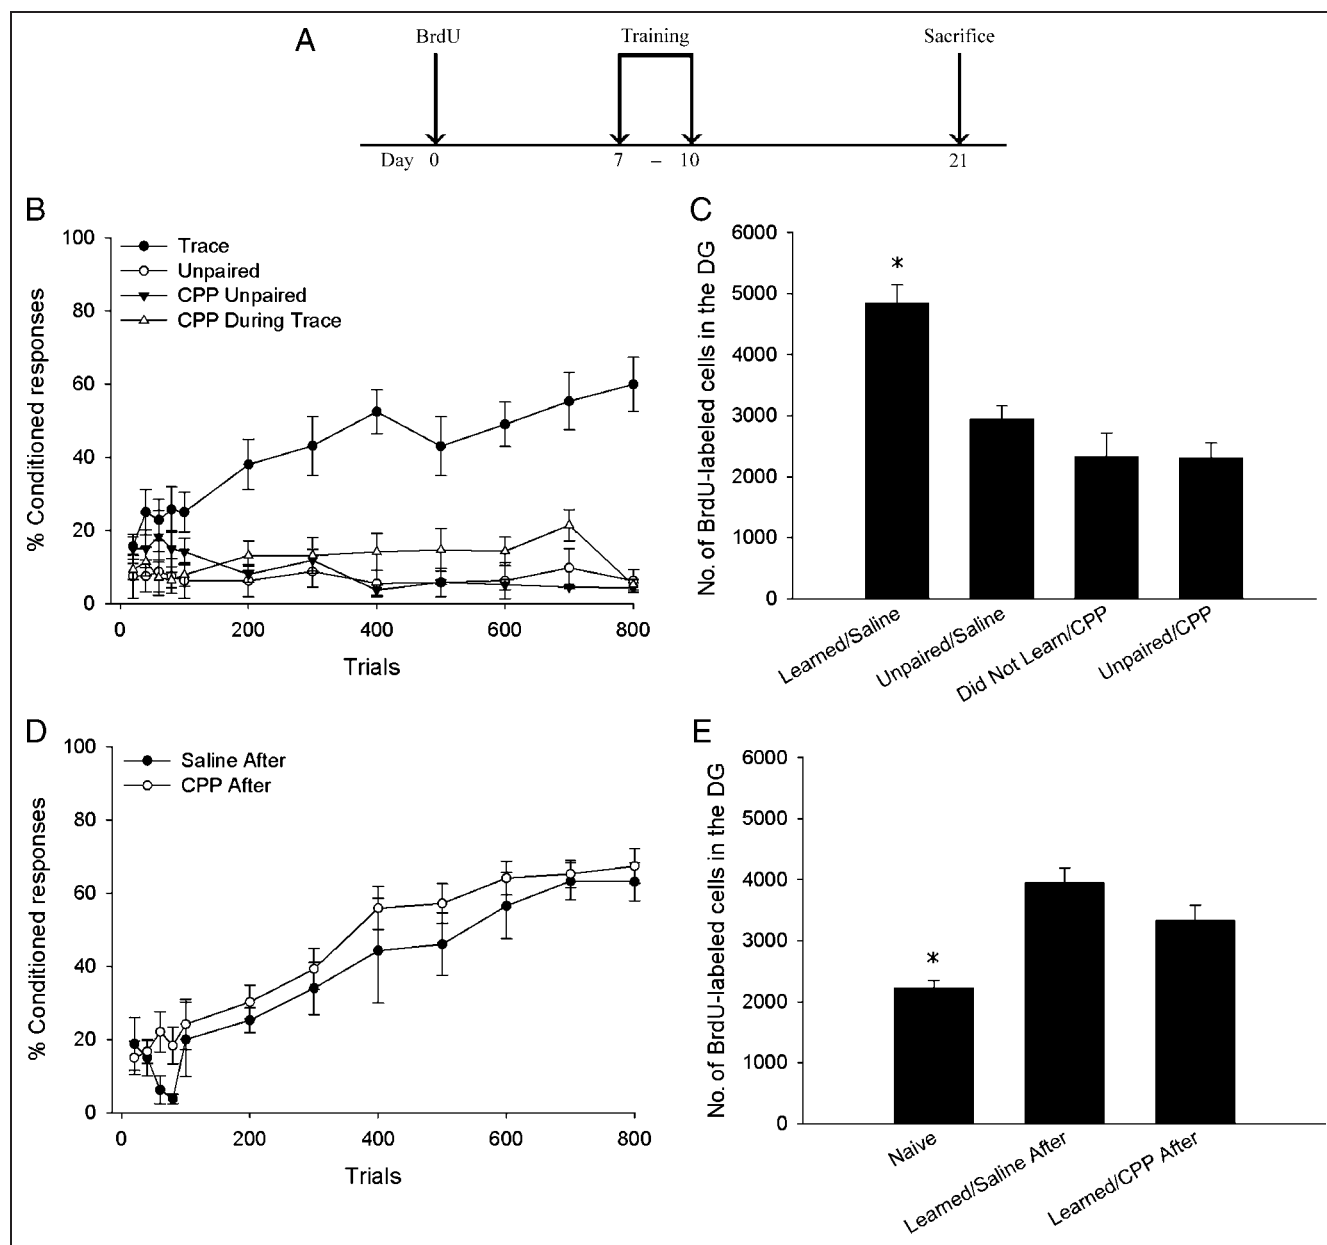 A
BrdU Training Sacrifice
Day 0 7 – 10 21
B
100
80
60
40
20
0
% Conditioned responses
Trace
Unpaired
CPP Unpaired
CPP During Trace
0 200 400 600 800
Trials
C
6000
5000
4000
3000
2000
1000
0
No. of BrdU-labeled cells in the DG
*
Learned/Saline
Unpaired/Saline
Did Not Learn/CPP
Unpaired/CPP
D
100
80
60
40
20
0
% Conditioned responses
Saline After
CPP After
0 200 400 600 800
Trials
E
6000
5000
4000
3000
2000
1000
0
No. of BrdU-labeled cells in the DG
*
Naive
Learned/Saline After
Learned/CPP After